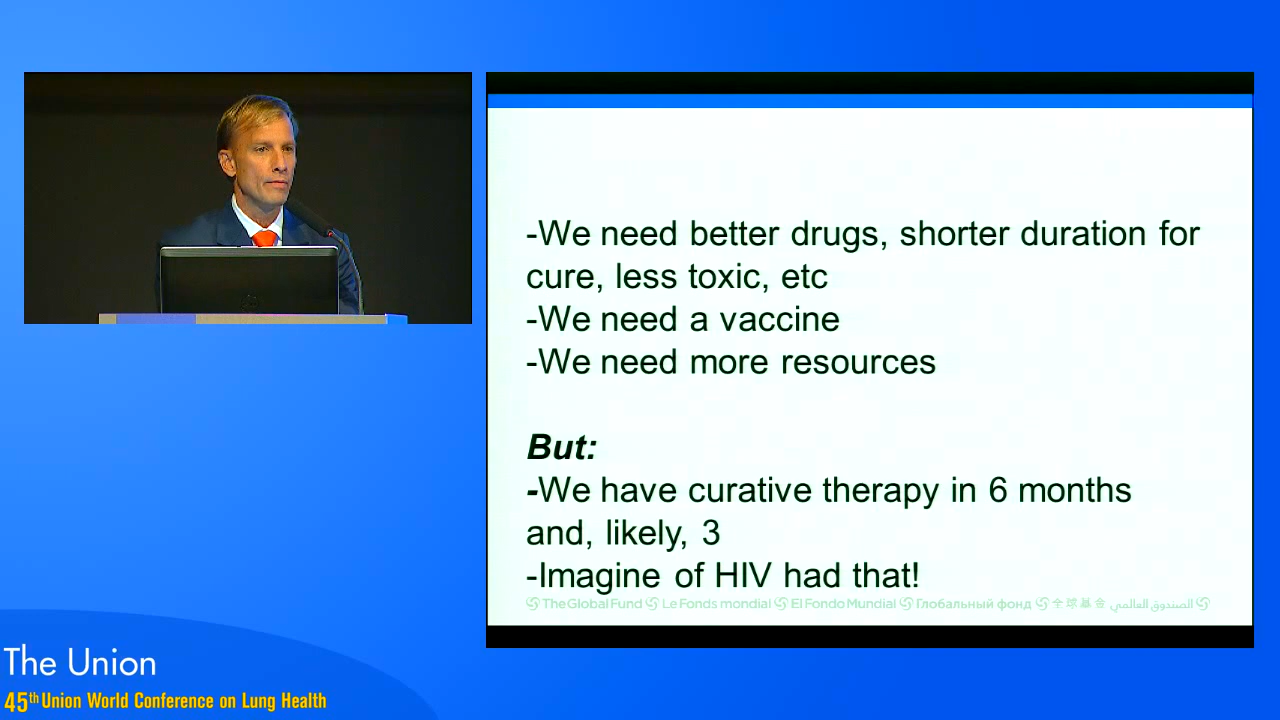 -We need better drugs, shorter duration for
cure, less toxic, etc
-We need a vaccine
-We need more resources
But:
-We have curative therapy in 6 months
and, likely, 3
-Imagine of HIV had that!
The Global Fund Le Fonds mondial El Fondo Mundial Глобальный фонд 全球基金 الصندوق العالمي
The Union
45th Union World Conference on Lung Health